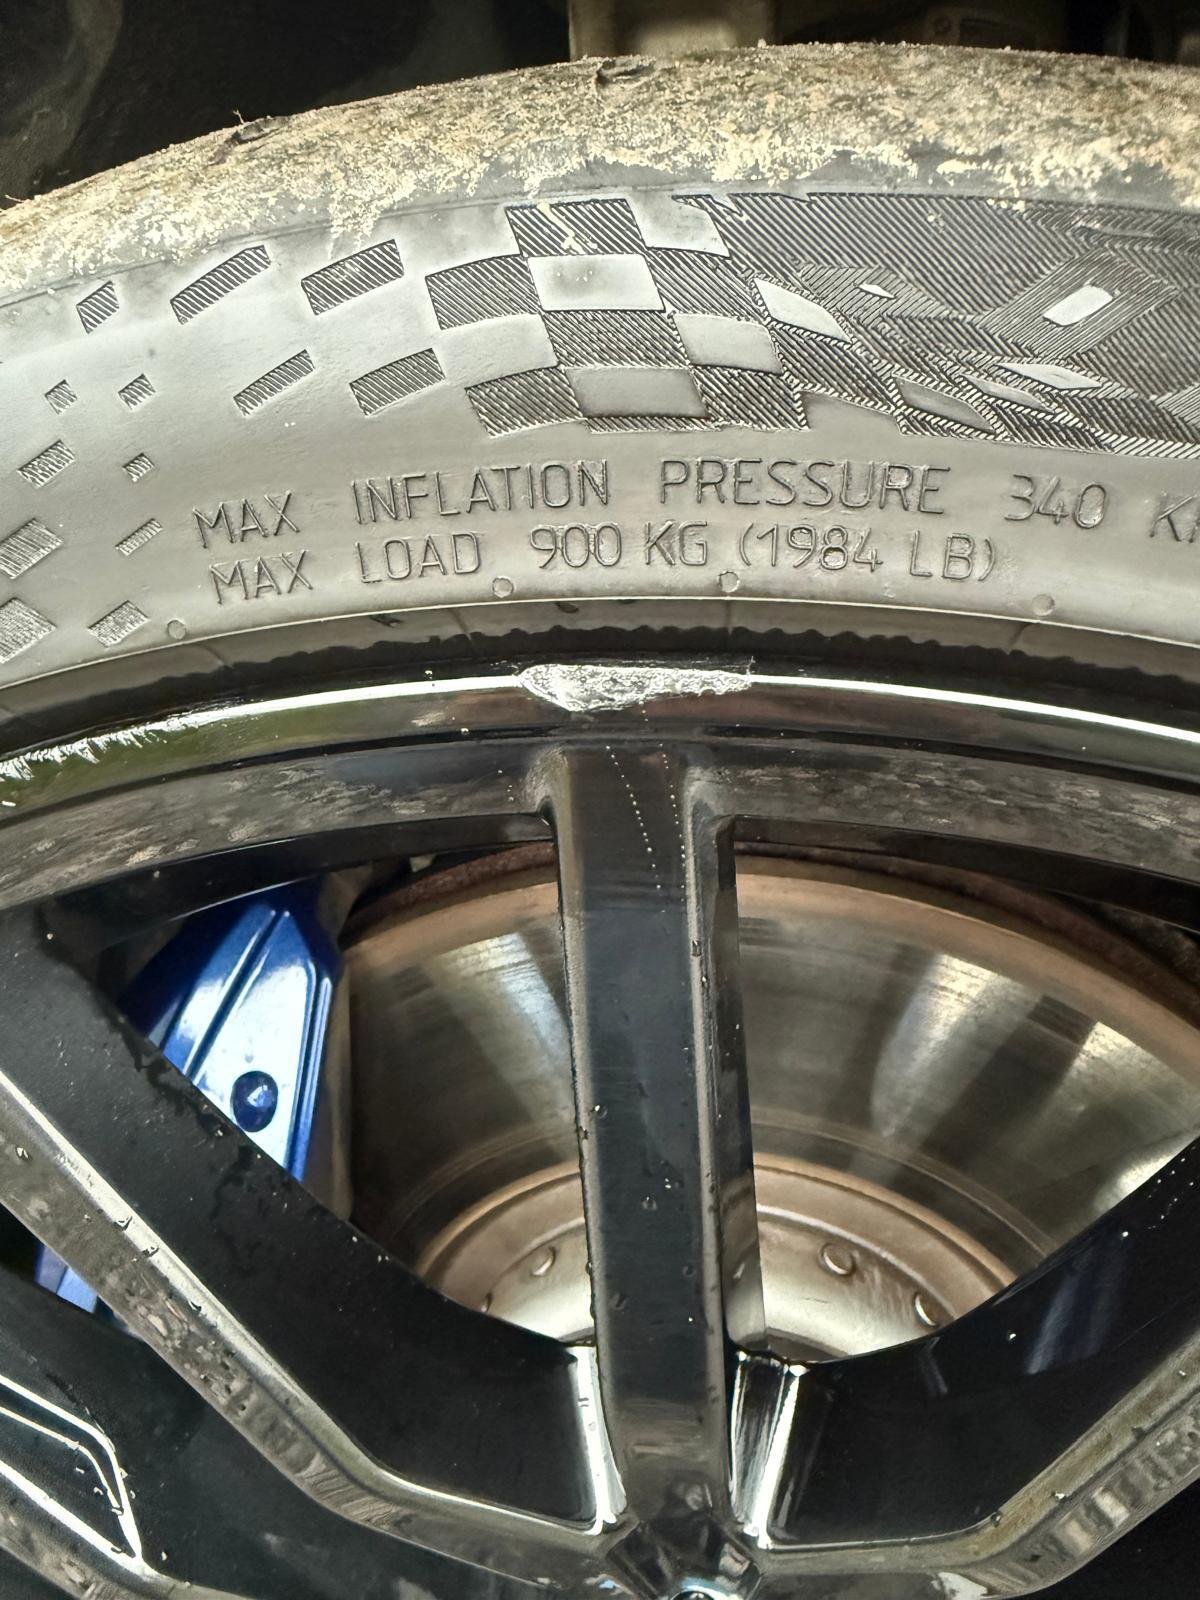 MAX INFLATION PRESSURE 340
MAX LOAD 900 KG (1984 LB)